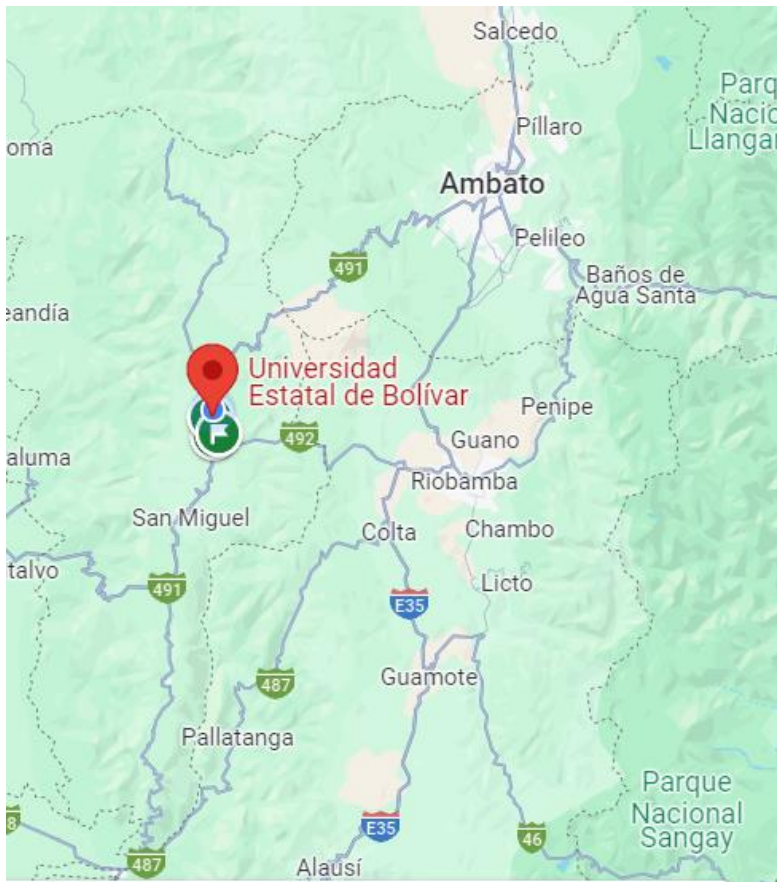 Salcedo
Parq
Nacio
Llangar
Píllaro
oma
Ambato
Pelileo
491
Baños de
Agua Santa
eandía
Universidad
Estatal de Bolívar
Penipe
492
Guano
aluma
Riobamba
San Miguel
Colta
Chambo
talvo
491
Licto
E35
Guamote
487
Pallatanga
Parque
Nacional
Sangay
8
E35
46
487
Alausí